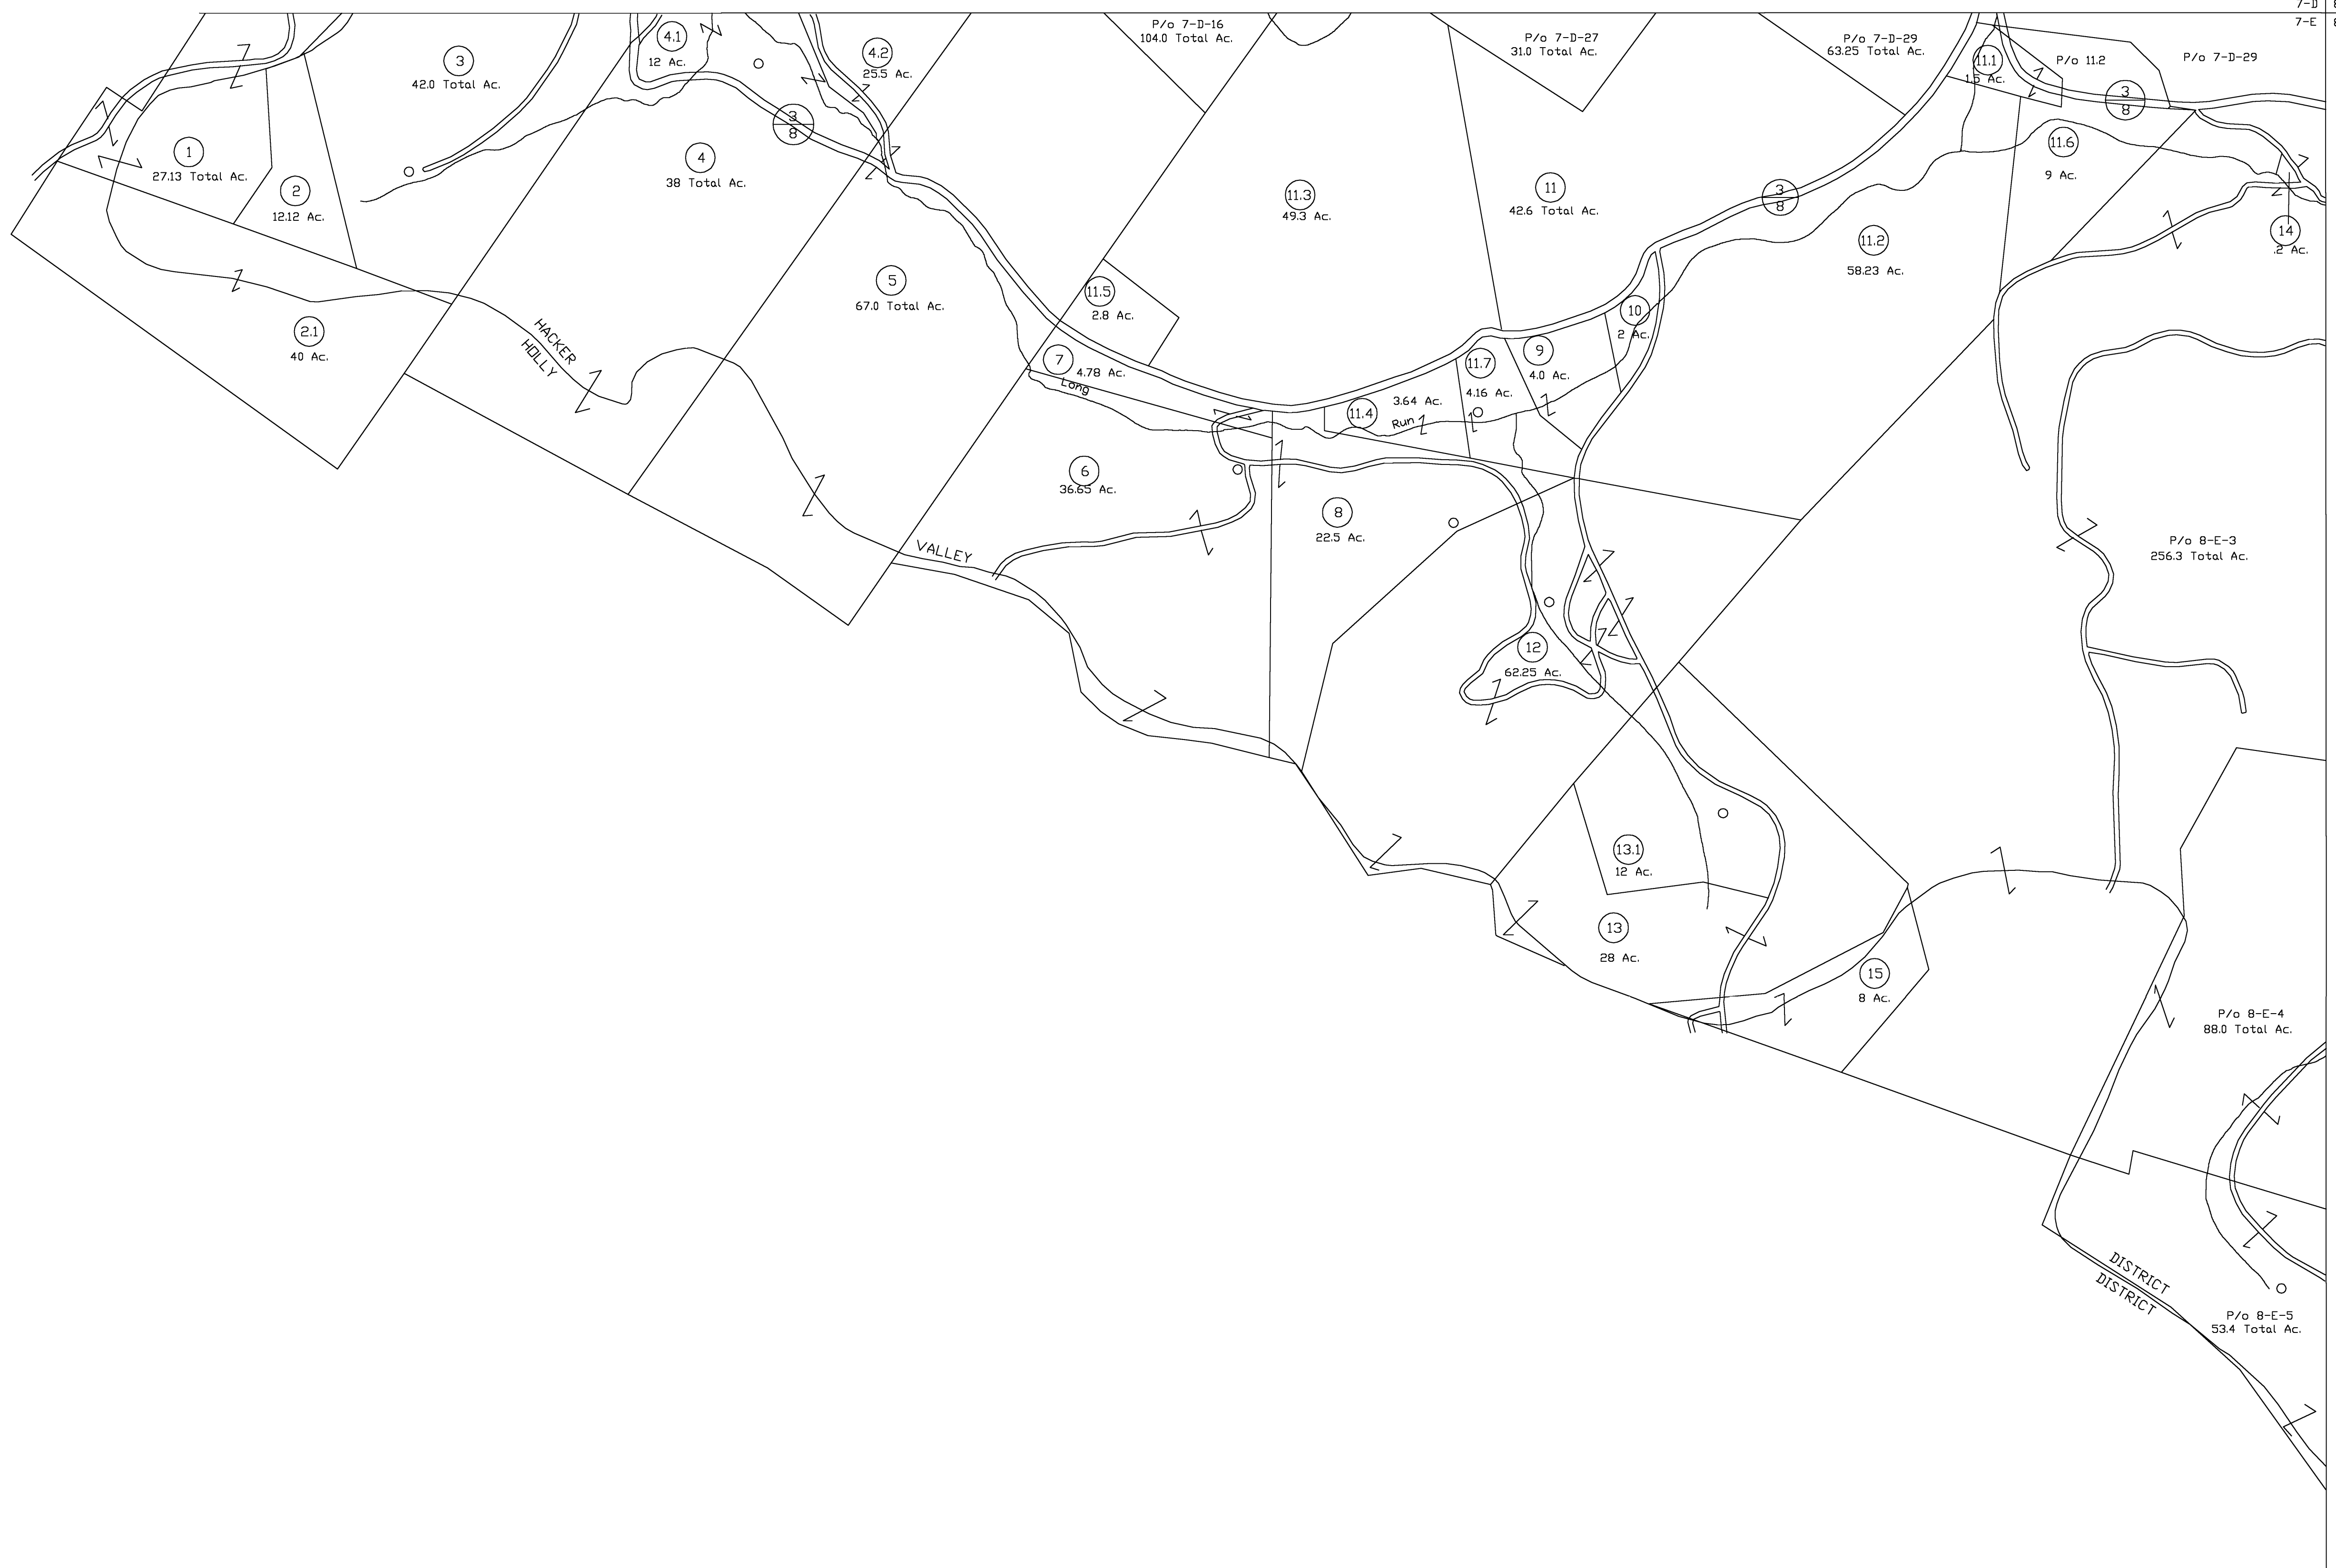 7-D
7-E
P/o 7-D-16
104.0 Total Ac.
P/o 7-D-27
31.0 Total Ac.
P/o 7-D-29
63.25 Total Ac.
P/o 11.2
P/o 7-D-29
4.1
12 Ac.
4.2
25.5 Ac.
3
42.0 Total Ac.
11.1
1.5 Ac.
3
8
3
8
1
27.13 Total Ac.
4
38 Total Ac.
11.6
9 Ac.
2
12.12 Ac.
11.3
49.3 Ac.
11
42.6 Total Ac.
3
8
11.2
58.23 Ac.
14
.2 Ac.
5
67.0 Total Ac.
11.5
2.8 Ac.
10
2 Ac.
2.1
40 Ac.
HACKER
HOLLY
7
4.78 Ac.
Long
11.7
4.16 Ac.
9
4.0 Ac.
11.4
3.64 Ac.
Run
6
36.65 Ac.
8
22.5 Ac.
VALLEY
P/o 8-E-3
256.3 Total Ac.
12
62.25 Ac.
13.1
12 Ac.
13
28 Ac.
15
8 Ac.
P/o 8-E-4
88.0 Total Ac.
DISTRICT
DISTRICT
P/o 8-E-5
53.4 Total Ac.